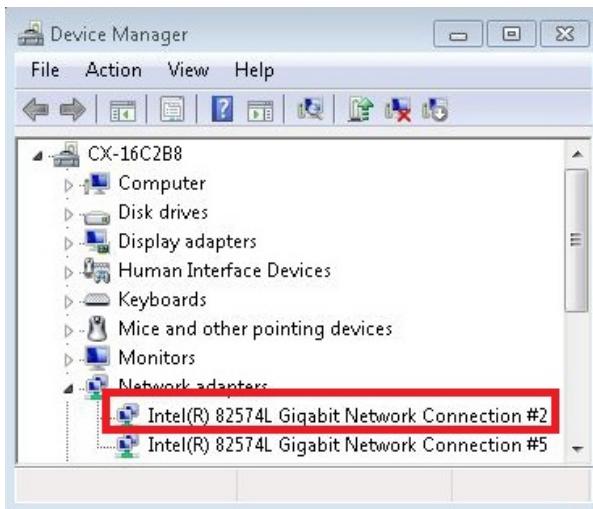 Device Manager
File Action View Help
CX-16C2B8
Computer
Disk drives
Display adapters
Human Interface Devices
Keyboards
Mice and other pointing devices
Monitors
Network adapters
Intel(R) 82574L Gigabit Network Connection #2
Intel(R) 82574L Gigabit Network Connection #5